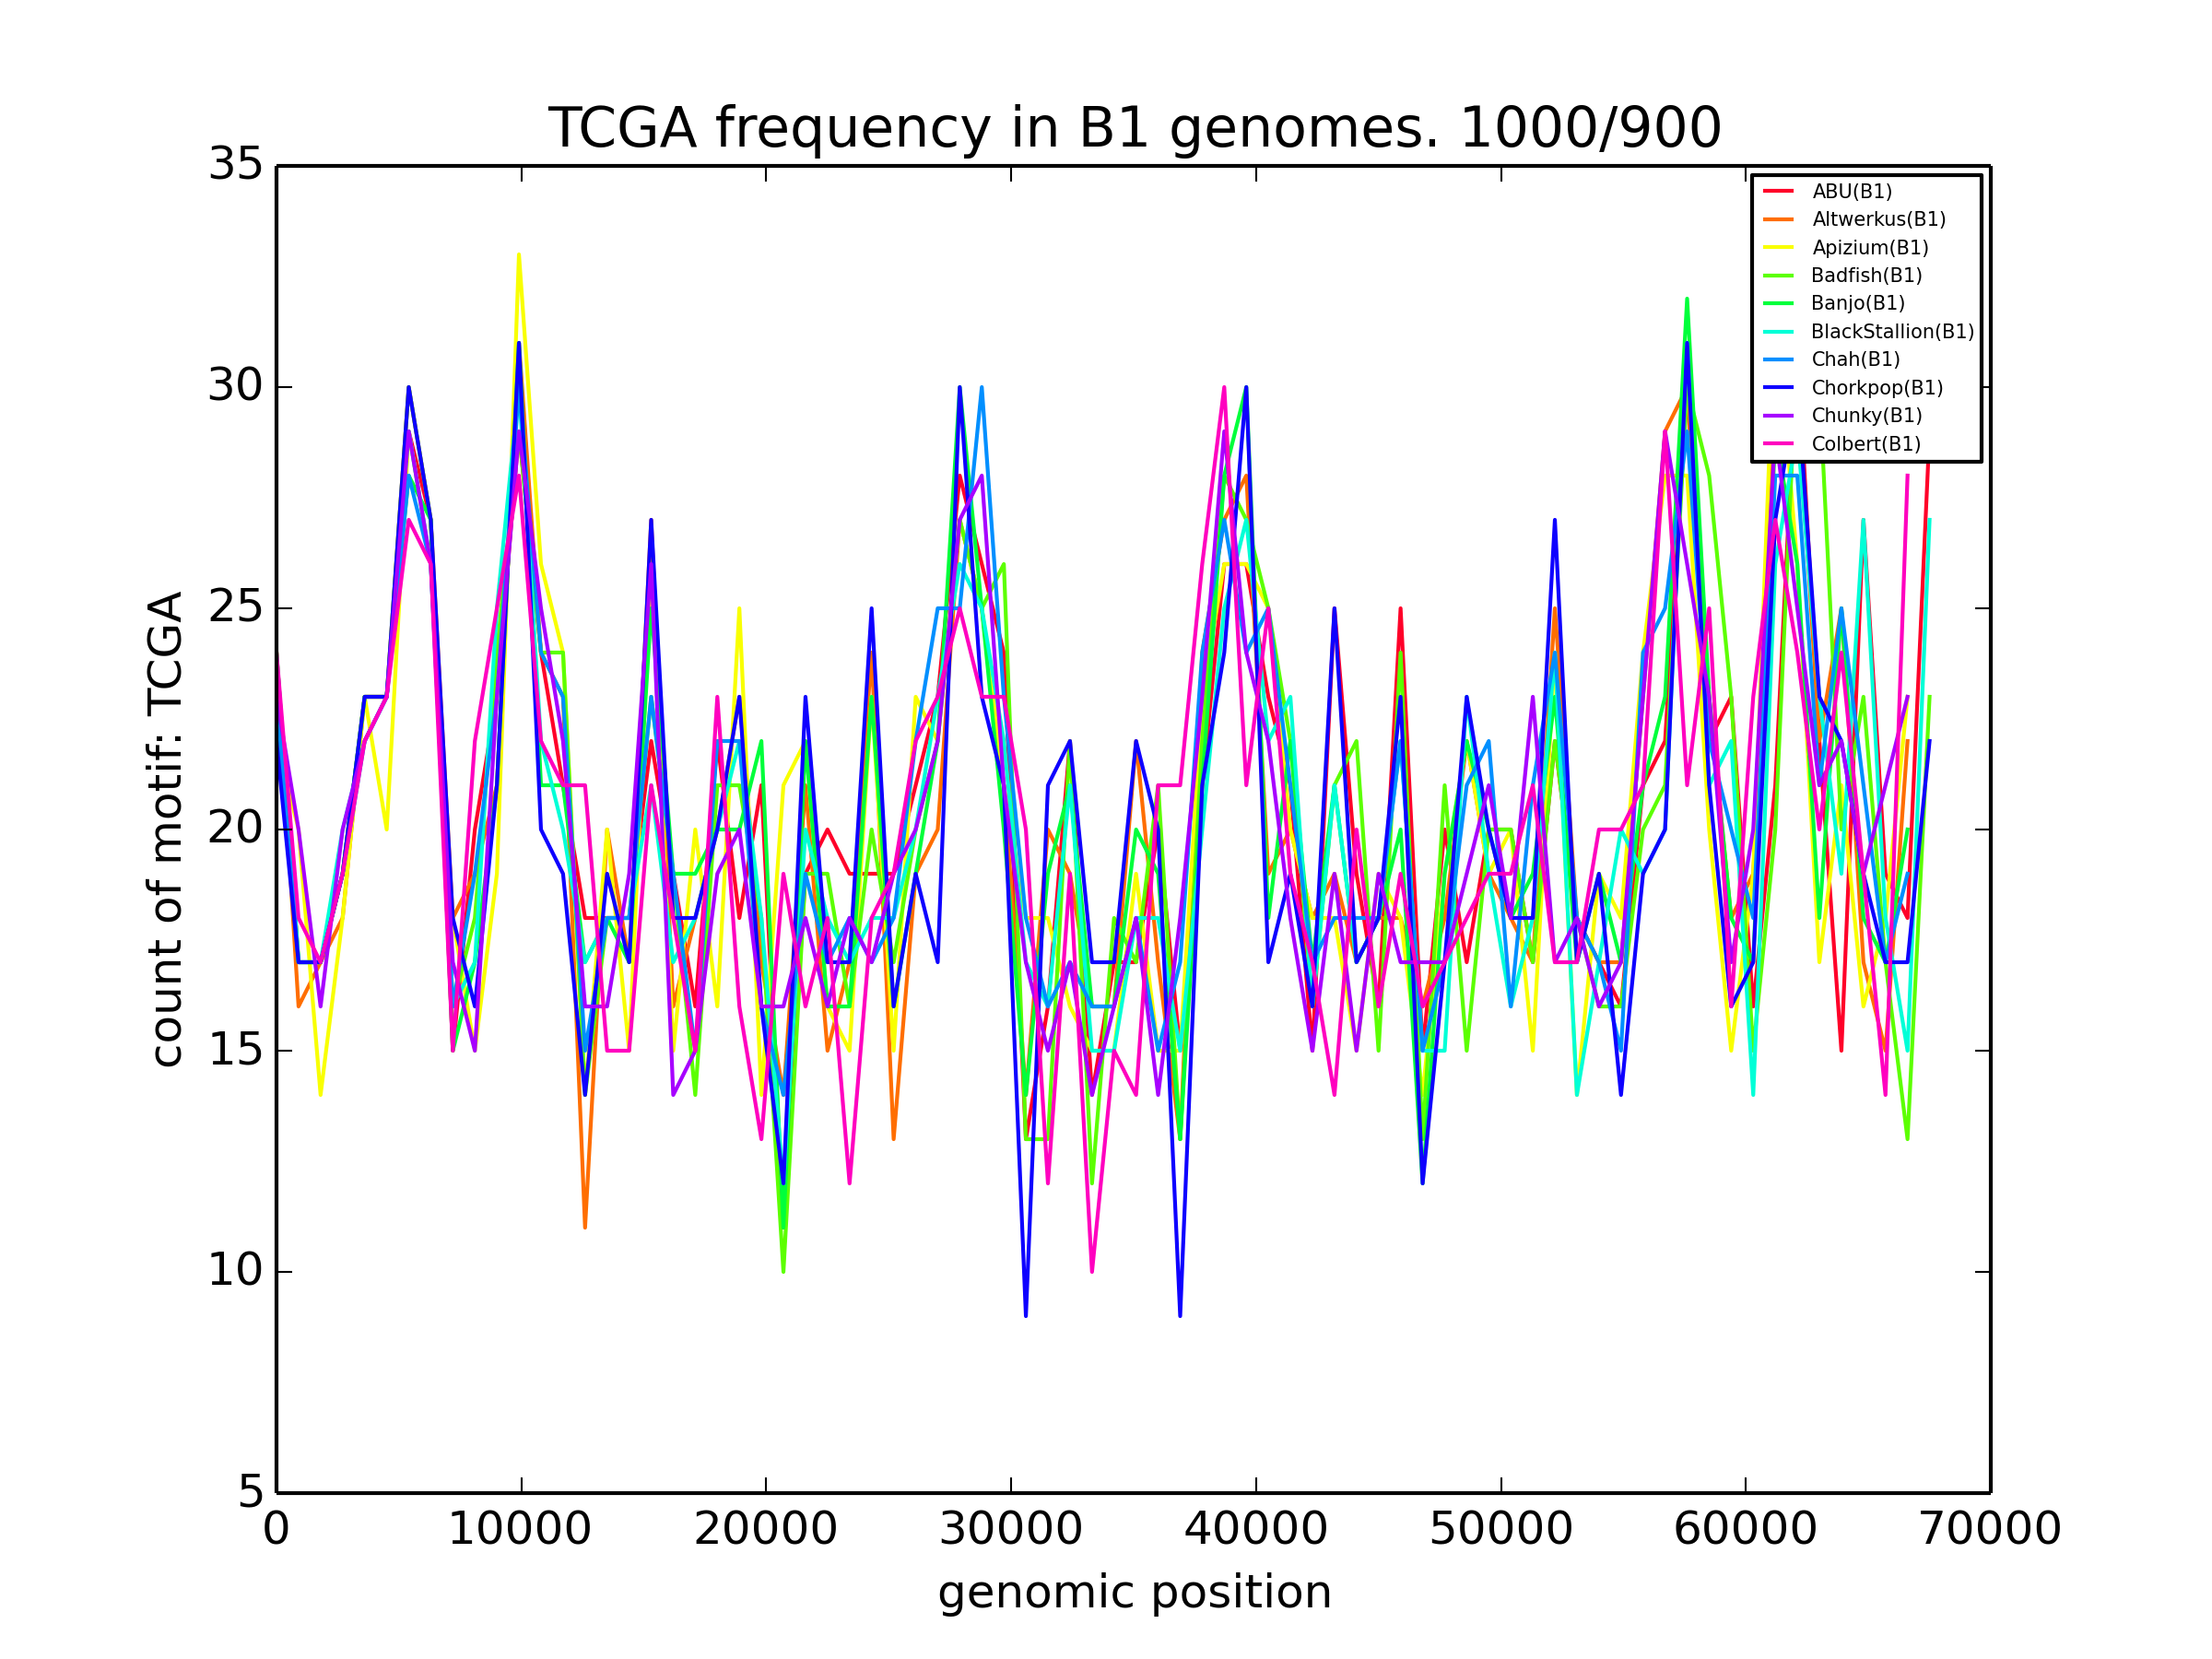 TCGA frequency in B1 genomes. 1000/900
35
30
25
20
15
10
5
count of motif: TCGA
ABU(B1)
Altwerkus(B1)
Apizium(B1)
Badfish(B1)
Banjo(B1)
BlackStallion(B1)
Chah(B1)
Chorkpop(B1)
Chunky(B1)
Colbert(B1)
0 10000 20000 30000 40000 50000 60000 70000
genomic position